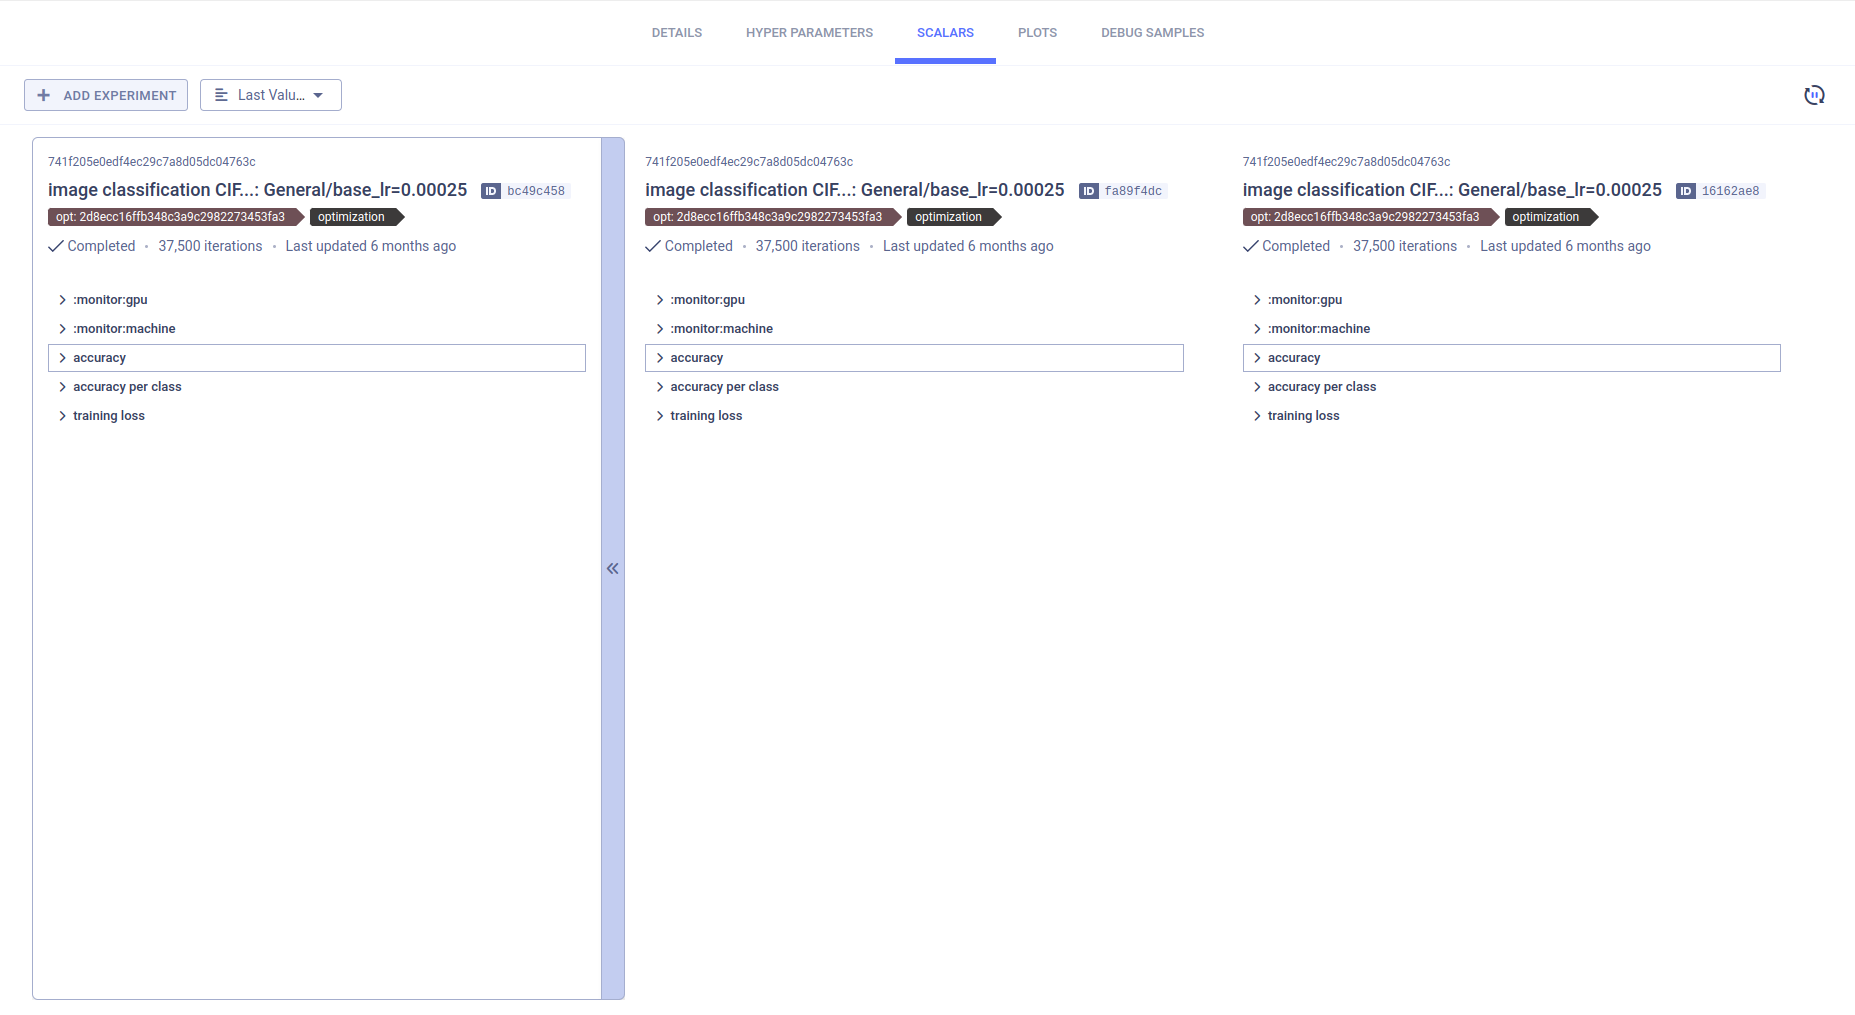 DETAILS HYPER PARAMETERS SCALARS PLOTS DEBUG SAMPLES
ADD EXPERIMENT Last Valu...
741f205e0edf4ec29c7a8d05dc04763c
image classification CIF...: General/base_lr=0.00025 ID bc49c458
opt: 2d8ecc16ffb348c3a9c2982273453fa3 optimization
Completed • 37,500 iterations • Last updated 6 months ago
:monitor:gpu
:monitor:machine
accuracy
accuracy per class
training loss
741f205e0edf4ec29c7a8d05dc04763c
image classification CIF...: General/base_lr=0.00025 ID fa89f4dc
opt: 2d8ecc16ffb348c3a9c2982273453fa3 optimization
Completed • 37,500 iterations • Last updated 6 months ago
:monitor:gpu
:monitor:machine
accuracy
accuracy per class
training loss
741f205e0edf4ec29c7a8d05dc04763c
image classification CIF...: General/base_lr=0.00025 ID 16162ae8
opt: 2d8ecc16ffb348c3a9c2982273453fa3 optimization
Completed • 37,500 iterations • Last updated 6 months ago
:monitor:gpu
:monitor:machine
accuracy
accuracy per class
training loss